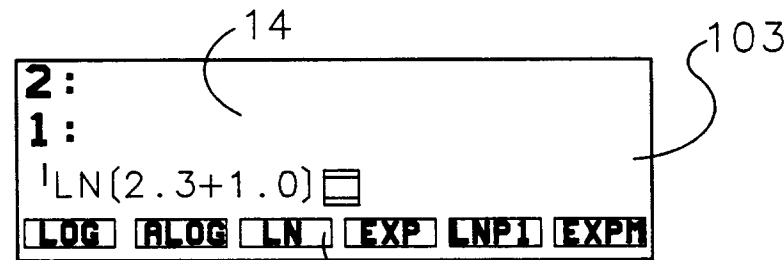 14
103
2:
1:
'LN(2.3+1.0)
LOG ALOG LN EXP LNP1 EXPM